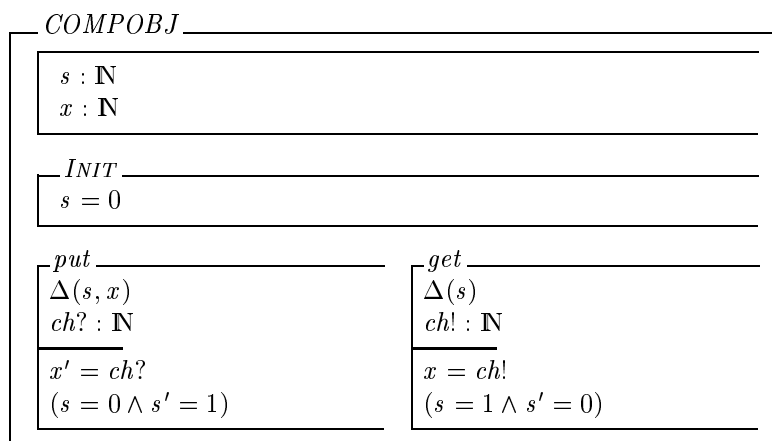 COMPOBJ
s : ℕ
x : ℕ
INIT
s = 0
put
Δ(s, x)
ch? : ℕ
x′ = ch?
(s = 0 ∧ s′ = 1)
get
Δ(s)
ch! : ℕ
x = ch!
(s = 1 ∧ s′ = 0)